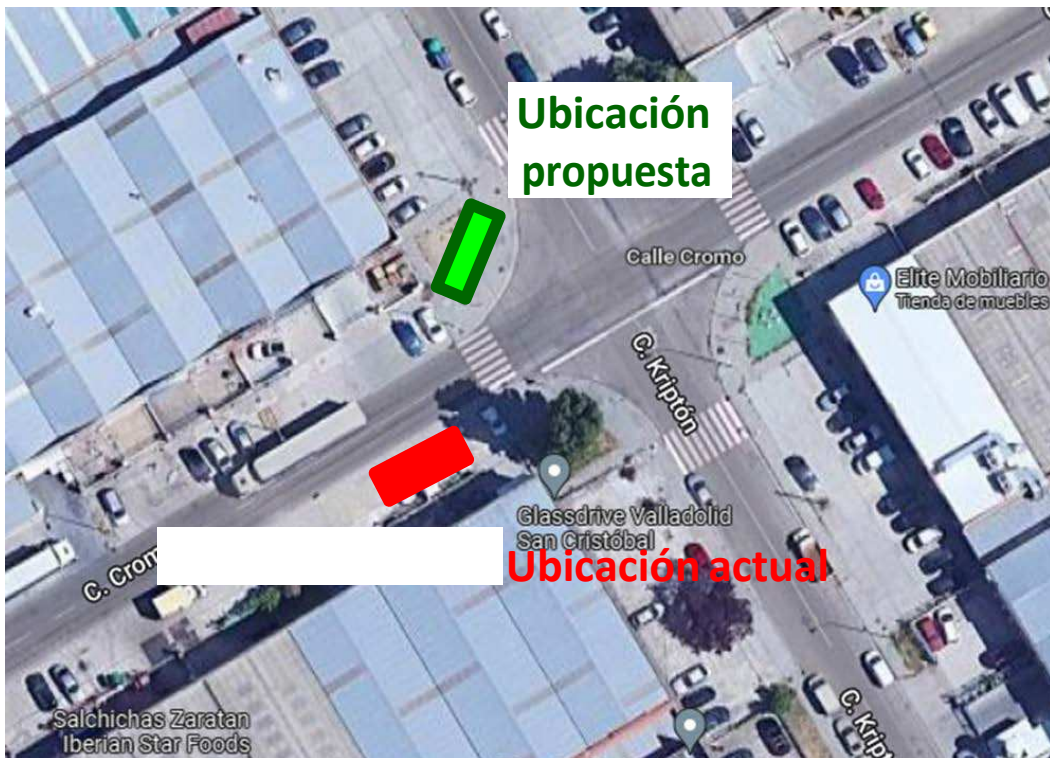 Ubicación
propuesta
Calle Cromo
Elite Mobiliario
Tienda de muebles
C. Kriptón
Glassdrive Valladolid
San Cristóbal
Ubicación actual
C. Crom
Salchichas Zaratan
Iberian Star Foods
C. Kript